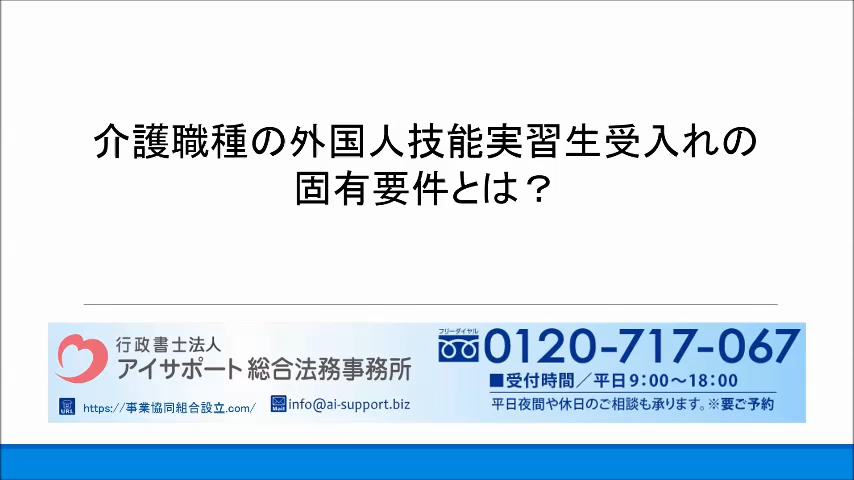 介護職種の外国人技能実習生受入れの
固有要件とは？
行政書士法人
アイサポート 総合法務事務所
URL https://事業協同組合設立.com/
Mail info@ai-support.biz
フリーダイヤル
0120-717-067
■受付時間／平日9:00～18:00
平日夜間や休日のご相談も承ります。※要ご予約